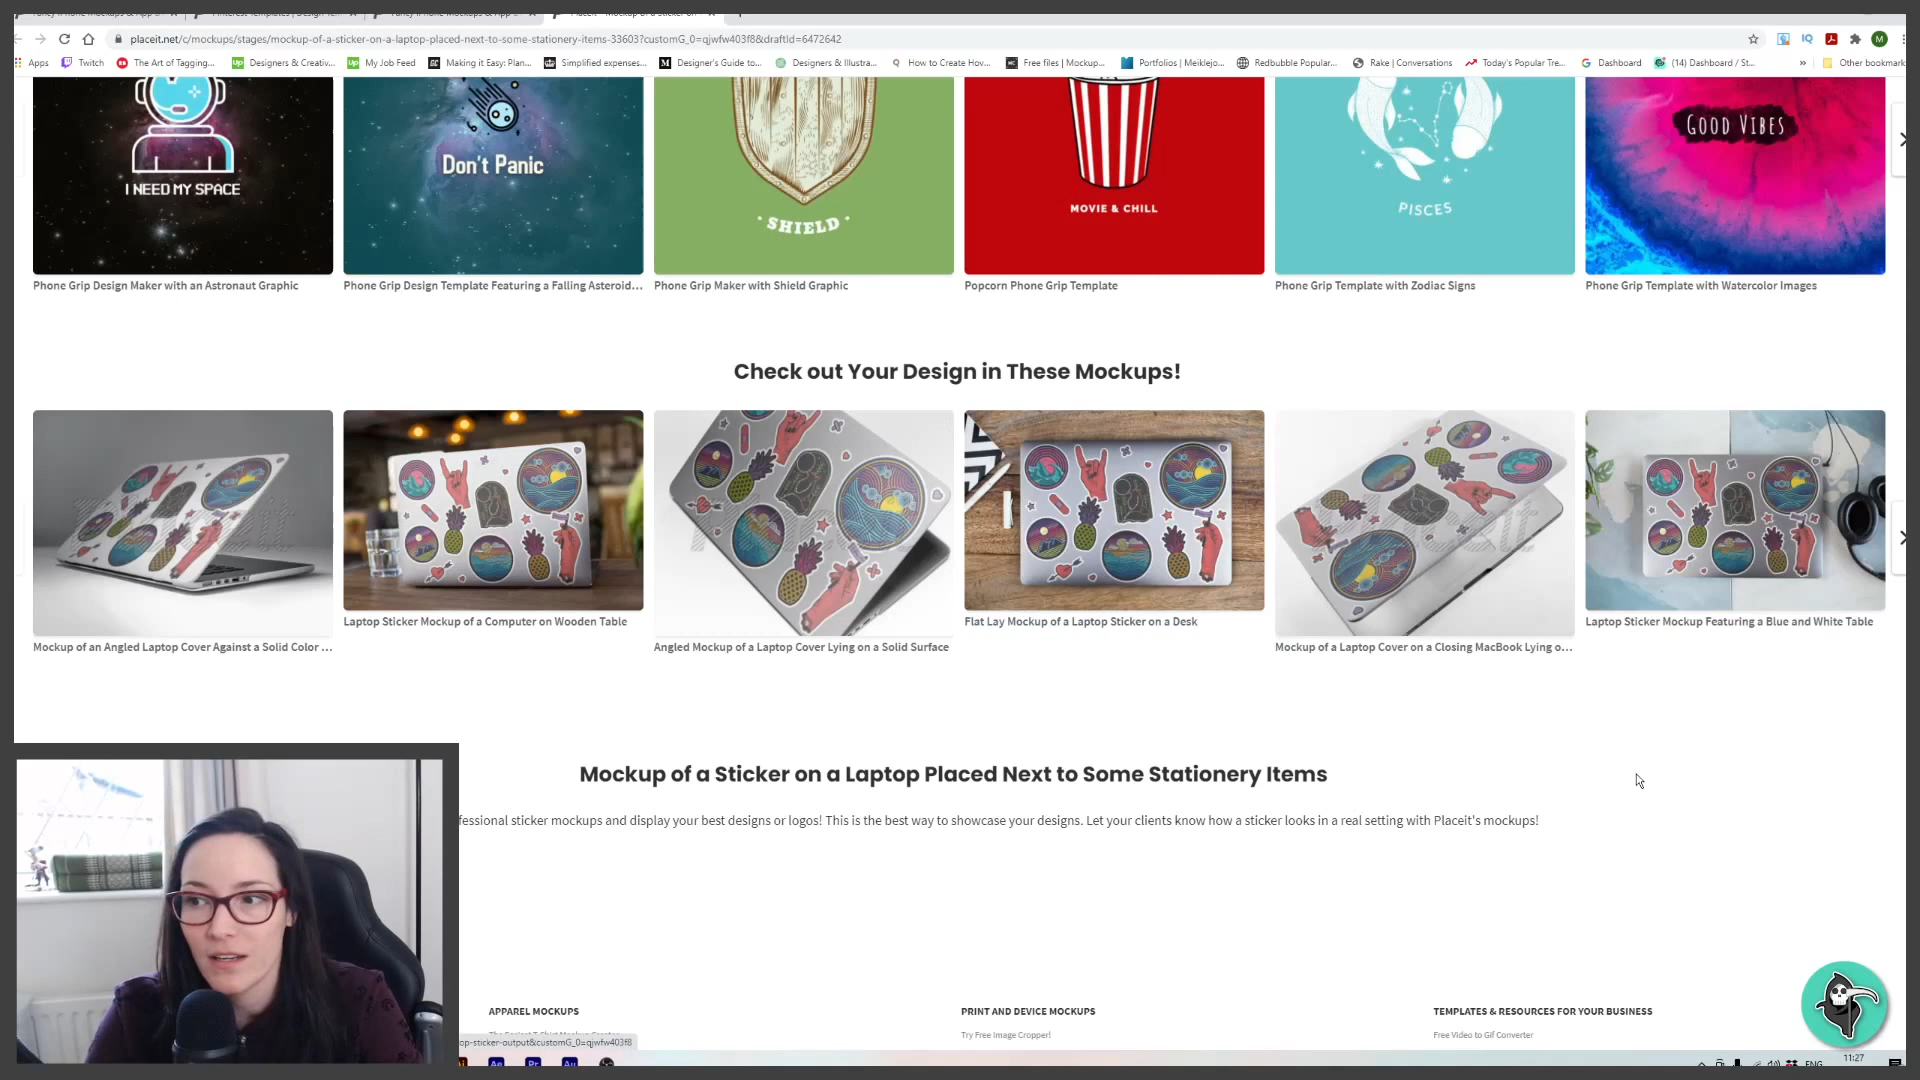 placeit.net/c/mockups/stages/mockup-of-a-sticker-on-a-laptop-placed-next-to-some-stationery-items-33603?customG_0=qjwfw403f8&draftId=6472642
Apps
Twitch
The Art of Tagging...
Designers & Creativ...
My Job Feed
Making it Easy: Plan...
Simplified expenses...
Designer's Guide to...
Designers & Illustra...
How to Create Hov...
Free files | Mockup...
Portfolios | Meiklejo...
Redbubble Popular...
Rake | Conversations
Today's Popular Tre...
Dashboard
(14) Dashboard / St...
»
Other bookmark
I NEED MY SPACE
Don't Panic
· SHIELD ·
MOVIE & CHILL
PISCES
GOOD VIBES
Phone Grip Design Maker with an Astronaut Graphic
Phone Grip Design Template Featuring a Falling Asteroid...
Phone Grip Maker with Shield Graphic
Popcorn Phone Grip Template
Phone Grip Template with Zodiac Signs
Phone Grip Template with Watercolor Images
Check out Your Design in These Mockups!
Mockup of an Angled Laptop Cover Against a Solid Color ...
Laptop Sticker Mockup of a Computer on Wooden Table
Angled Mockup of a Laptop Cover Lying on a Solid Surface
Flat Lay Mockup of a Laptop Sticker on a Desk
Mockup of a Laptop Cover on a Closing MacBook Lying o...
Laptop Sticker Mockup Featuring a Blue and White Table
Mockup of a Sticker on a Laptop Placed Next to Some Stationery Items
fessional sticker mockups and display your best designs or logos! This is the best way to showcase your designs. Let your clients know how a sticker looks in a real setting with Placeit's mockups!
APPAREL MOCKUPS
PRINT AND DEVICE MOCKUPS
TEMPLATES & RESOURCES FOR YOUR BUSINESS
Try Free Image Cropper!
Free Video to Gif Converter
op-sticker-output&customG_0=qjwfw403f8
Ae
Pr
Au
ENG
11:27